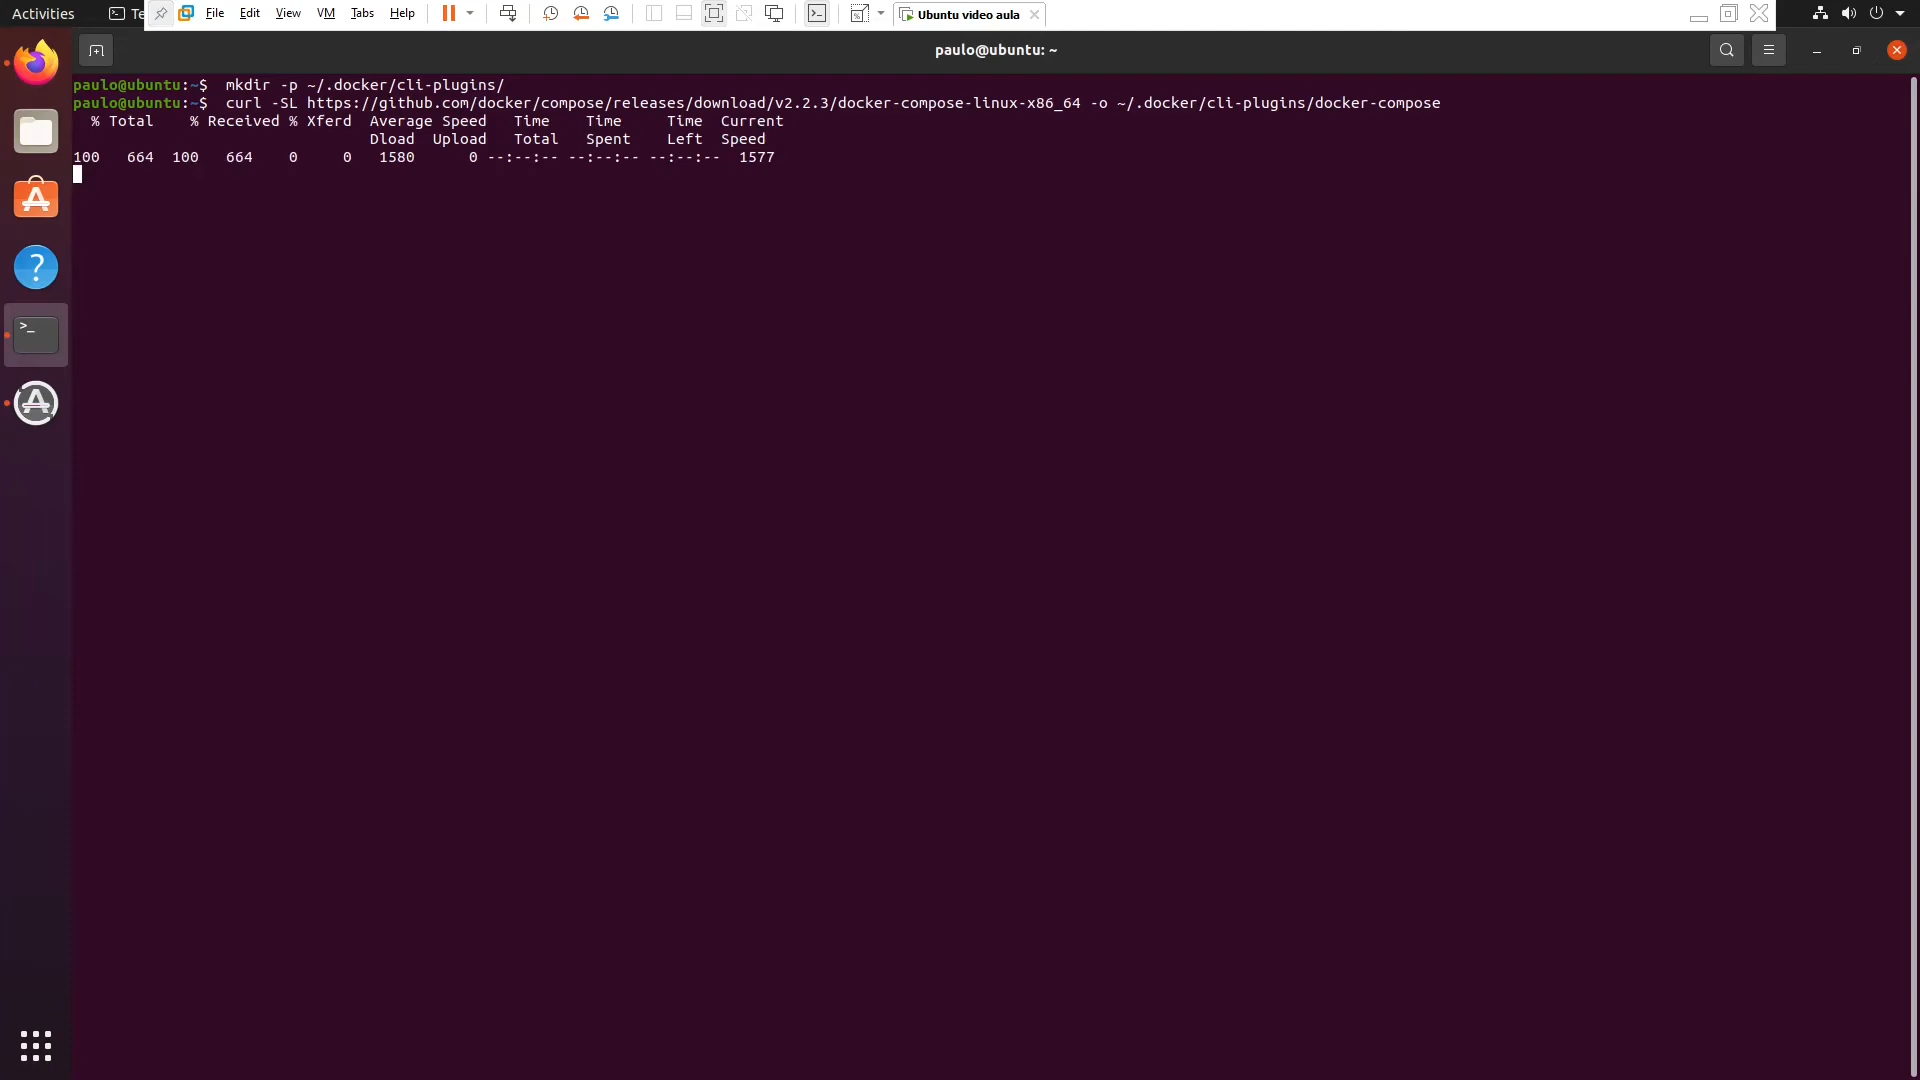 Activities
Te
File Edit View VM Tabs Help
Ubuntu video aula
paulo@ubuntu: ~
paulo@ubuntu:~$  mkdir -p ~/.docker/cli-plugins/
paulo@ubuntu:~$  curl -SL https://github.com/docker/compose/releases/download/v2.2.3/docker-compose-linux-x86_64 -o ~/.docker/cli-plugins/docker-compose
  % Total    % Received % Xferd  Average Speed   Time    Time     Time  Current
                                 Dload  Upload   Total   Spent    Left  Speed
100   664  100   664    0     0   1580      0 --:--:-- --:--:-- --:--:--  1577